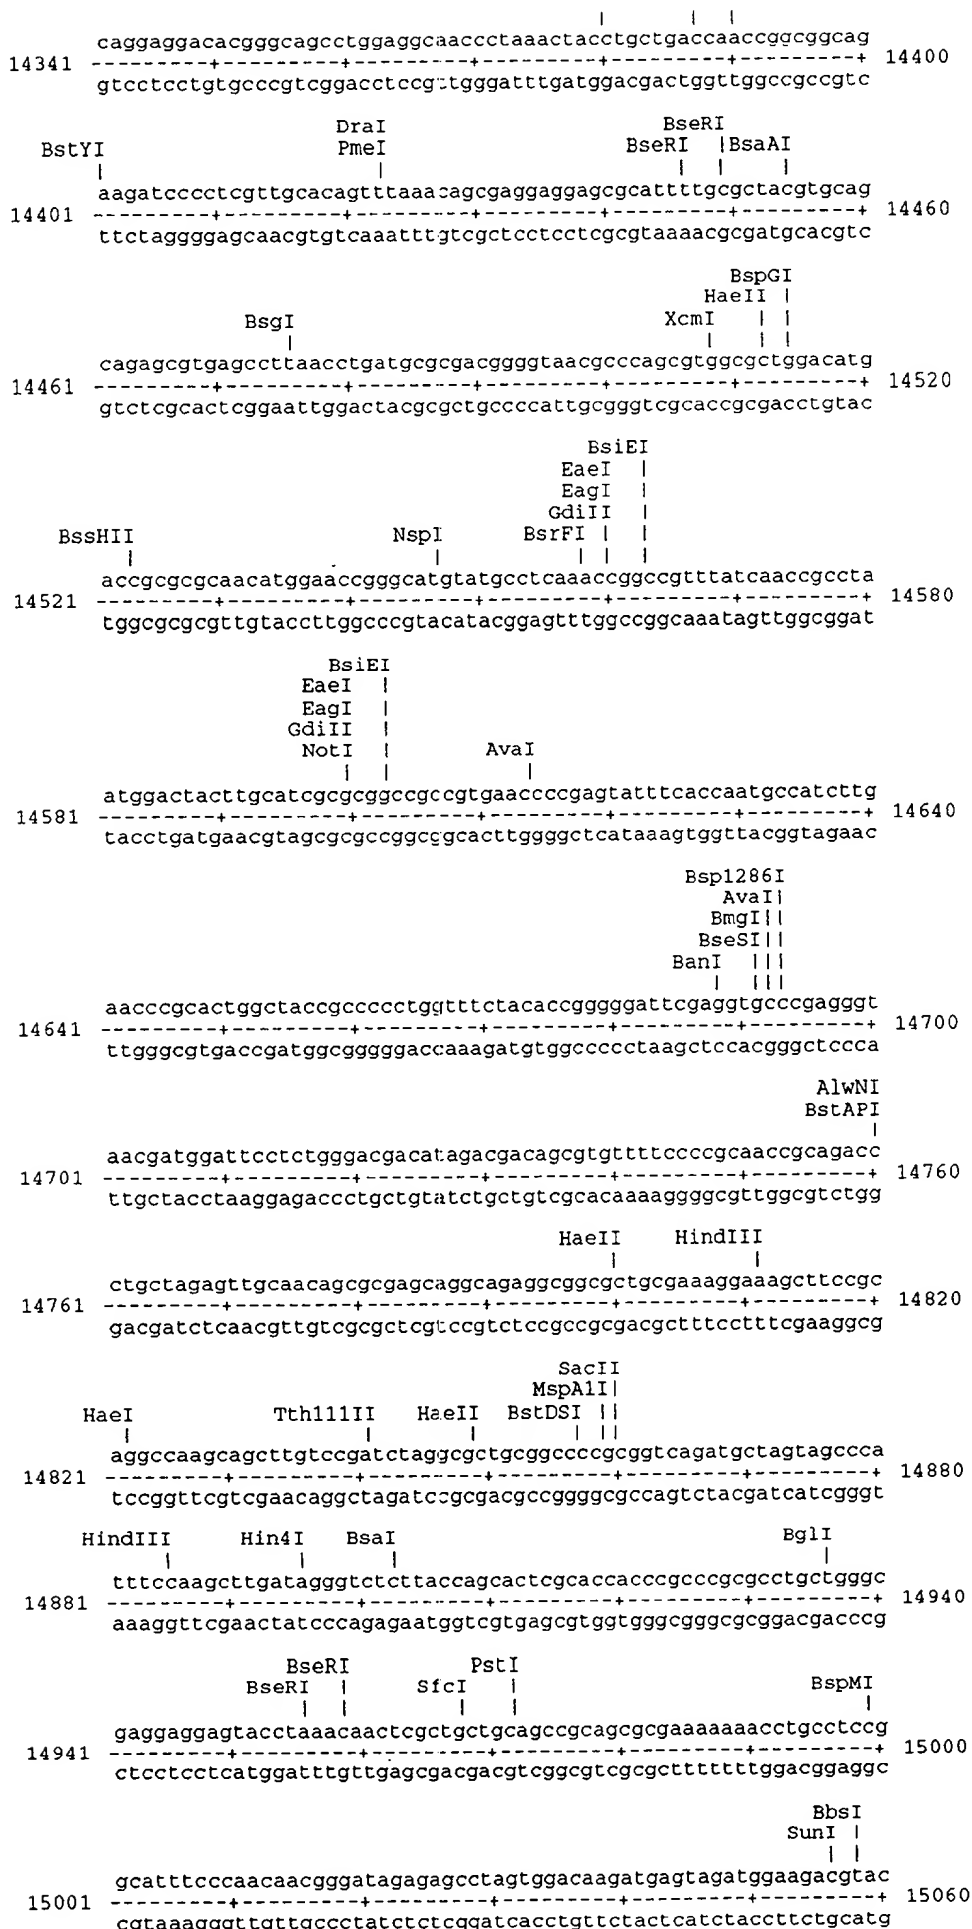 caggaggacacgggcagcctggaggcaaccctaaactacctgctgaccaaccggcggcag
14341 ---------+---------+---------+---------+---------+---------+ 14400
gtcctcctgtgcccgtcggacctccgttgggatttgatggacgactggttggccgccgtc
BseRI
DraI
BstYI PmeI BseRI |BsaAI
aagatcccctcgttgcacagtttaaacagcgaggaggagcgcattttgcgctacgtgcag
14401 ---------+---------+---------+---------+---------+---------+ 14460
ttctaggggagcaacgtgtcaaatttgtcgctcctcctcgcgtaaaacgcgatgcacgtc
BspGI
HaeII |
BsgI XcmI | |
cagagcgtgagccttaacctgatgcgcgacggggtaacgcccagcgtggcgctggacatg
14461 ---------+---------+---------+---------+---------+---------+ 14520
gtctcgcactcggaattggactacgcgctgccccattgcgggtcgcaccgcgacctgtac
BsiEI
EaeI |
EagI |
GdiII |
BssHII NspI BsrFI | |
accgcgcgcaacatggaaccgggcatgtatgcctcaaaccggccgtttatcaaccgccta
14521 ---------+---------+---------+---------+---------+---------+ 14580
tggcgcgcgttgtaccttggcccgtacatacggagtttggccggcaaatagttggcggat
BsiEI
EaeI |
EagI |
GdiII |
NotI | AvaI
atggactacttgcatcgcgcggccgccgtgaaccccgagtatttcaccaatgccatcttg
14581 ---------+---------+---------+---------+---------+---------+ 14640
tacctgatgaacgtagcgcgccggcggcacttggggctcataaagtggttacggtagaac
Bsp1286I
AvaI|
BmgI||
BseSI||
BanI |||
aacccgcactggctaccgccccctggtttctacaccgggggattcgaggtgcccgagggt
14641 ---------+---------+---------+---------+---------+---------+ 14700
ttgggcgtgaccgatggcgggggaccaaagatgtggccccctaagctccacgggctccca
AlwNI
BstAPI
aacgatggattcctctgggacgacatagacgacagcgtgttttccccgcaaccgcagacc
14701 ---------+---------+---------+---------+---------+---------+ 14760
ttgctacctaaggagaccctgctgtatctgctgtcgcacaaaaggggcgttggcgtctgg
HaeII HindIII
ctgctagagttgcaacagcgcgagcaggcagaggcggcgctgcgaaaggaaagcttccgc
14761 ---------+---------+---------+---------+---------+---------+ 14820
gacgatctcaacgttgtcgcgctcgtccgtctccgccgcgacgctttcctttcgaaggcg
SacII
MspA1I|
HaeI Tth111II HaeII BstDSI ||
aggccaagcagcttgtccgatctaggcgctgcggccccgcggtcagatgctagtagccca
14821 ---------+---------+---------+---------+---------+---------+ 14880
tccggttcgtcgaacaggctagatccgcgacgccggggcgccagtctacgatcatcgggt
HindIII Hin4I BsaI BglI
tttccaagcttgatagggtctcttaccagcactcgcaccacccgcccgcgcctgctgggc
14881 ---------+---------+---------+---------+---------+---------+ 14940
aaaggttcgaactatcccagagaatggtcgtgagcgtggtgggcgggcgcggacgacccg
BseRI PstI
BseRI | SfcI | BspMI
gaggaggagtacctaaacaactcgctgctgcagccgcagcgcgaaaaaaacctgcctccg
14941 ---------+---------+---------+---------+---------+---------+ 15000
ctcctcctcatggatttgttgagcgacgacgtcggcgtcgcgctttttttggacggaggc
BbsI
SunI |
gcatttcccaacaacgggatagagagcctagtggacaagatgagtagatggaagacgtac
15001 ---------+---------+---------+---------+---------+---------+ 15060
cgtaaagggttgttgccctatctctcggatcacctgttctactcatctaccttctgcatg